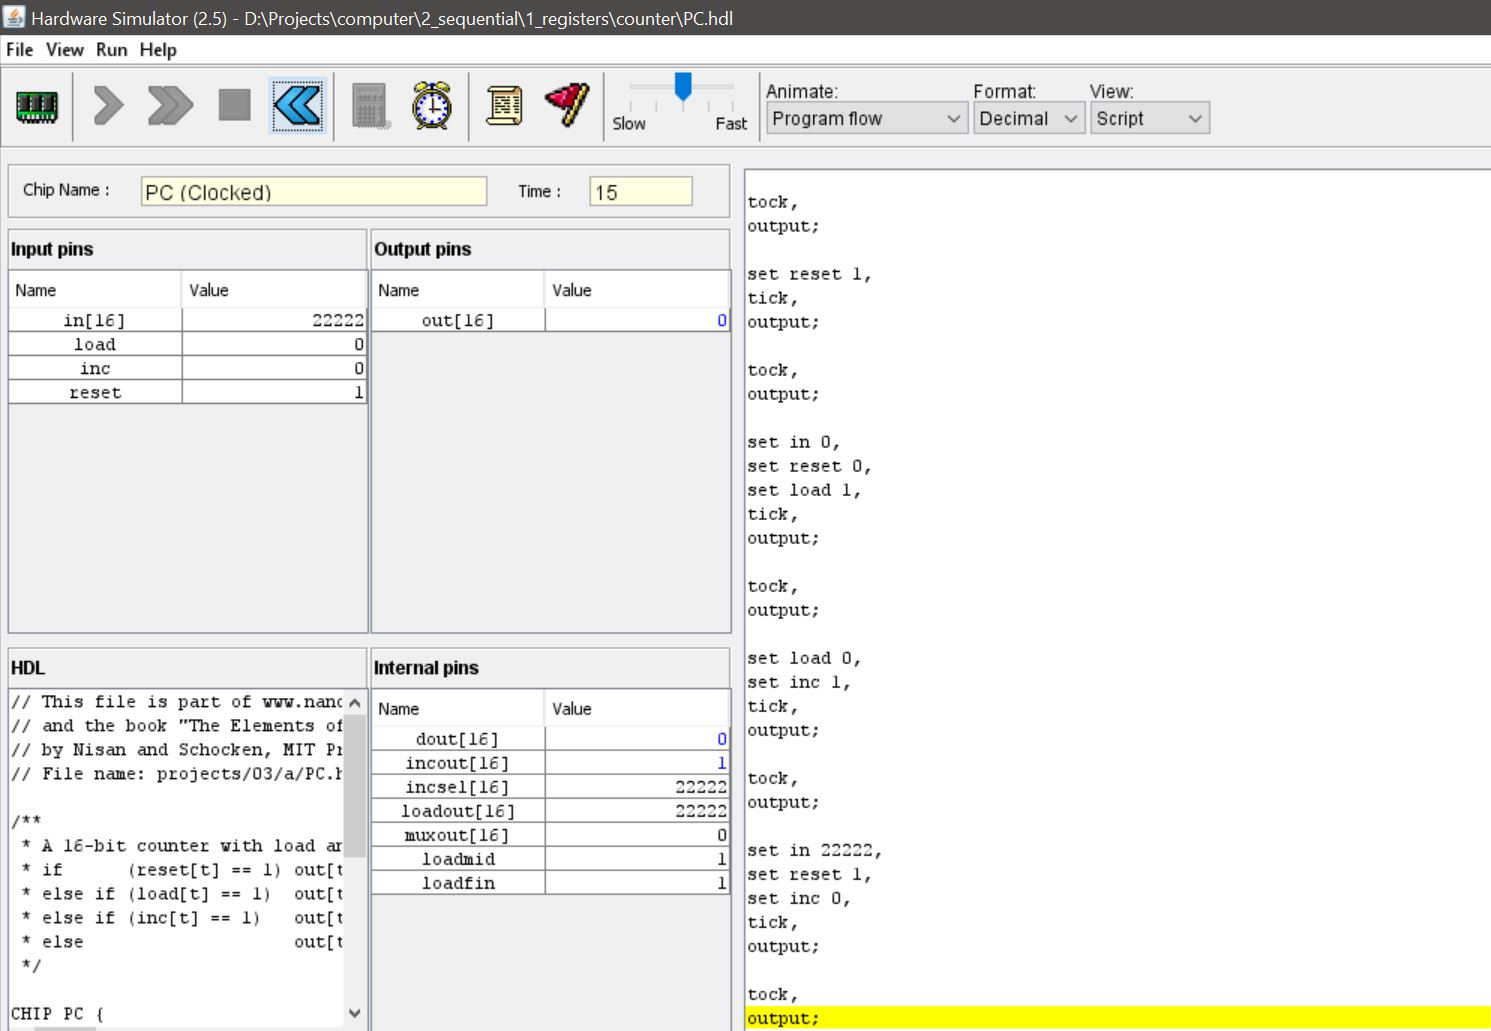 Hardware Simulator (2.5) - D:\Projects\computer\2_sequential\1_registers\counter\PC.hdl
File View Run Help
Slow Fast
Animate: Format: View:
Program flow Decimal Script
Chip Name : PC (Clocked) Time : 15
Input pins
Name Value
in[16] 22222
load 0
inc 0
reset 1
Output pins
Name Value
out[16] 0
HDL
// This file is part of www.nanc
// and the book "The Elements of
// by Nisan and Schocken, MIT Pr
// File name: projects/03/a/PC.h
/**
* A 16-bit counter with load an
* if (reset[t] == 1) out[t
* else if (load[t] == 1) out[t
* else if (inc[t] == 1) out[t
* else out[t
*/
CHIP PC {
Internal pins
Name Value
dout[16] 0
incout[16] 1
incsel[16] 22222
loadout[16] 22222
muxout[16] 0
loadmid 1
loadfin 1
tock,
output;
set reset 1,
tick,
output;
tock,
output;
set in 0,
set reset 0,
set load 1,
tick,
output;
tock,
output;
set load 0,
set inc 1,
tick,
output;
tock,
output;
set in 22222,
set reset 1,
set inc 0,
tick,
output;
tock,
output;